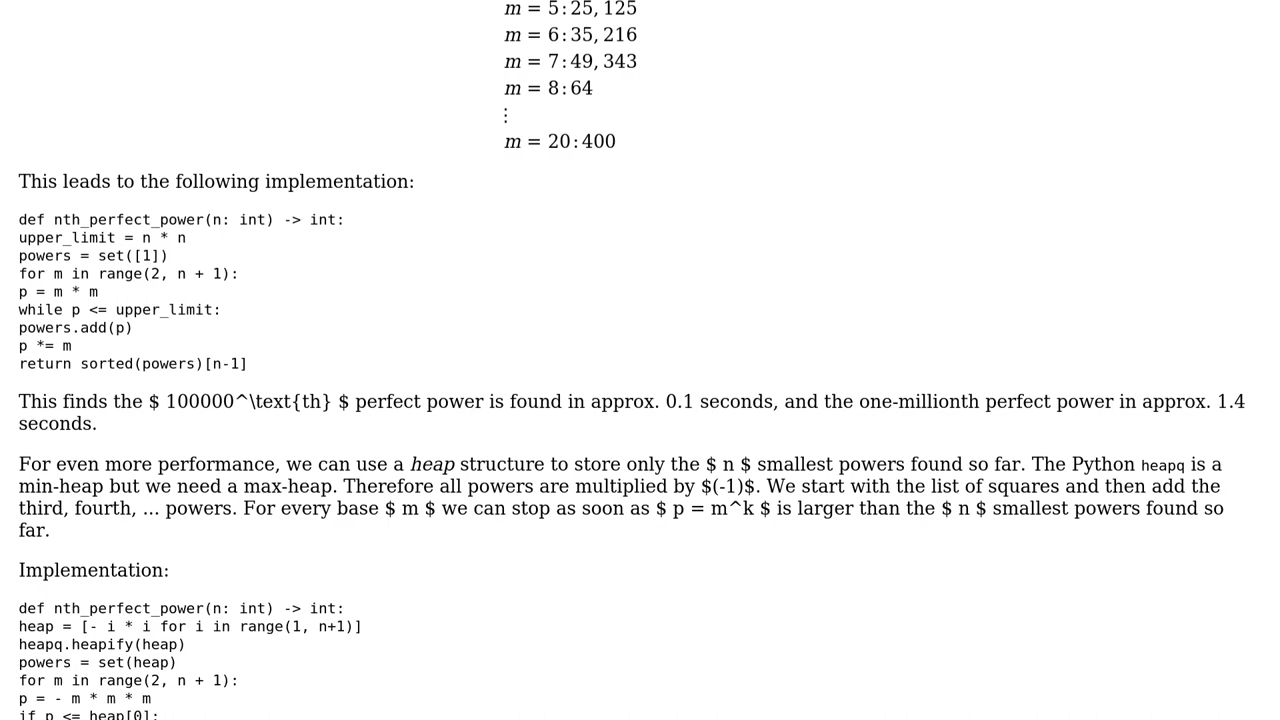 m = 5 : 25, 125
m = 6 : 35, 216
m = 7 : 49, 343
m = 8 : 64
⋮
m = 20 : 400
This leads to the following implementation:
def nth_perfect_power(n: int) -> int:
upper_limit = n * n
powers = set([1])
for m in range(2, n + 1):
p = m * m
while p <= upper_limit:
powers.add(p)
p *= m
return sorted(powers)[n-1]
This finds the $ 100000^\text{th} $ perfect power is found in approx. 0.1 seconds, and the one-millionth perfect power in approx. 1.4
seconds.
For even more performance, we can use a heap structure to store only the $ n $ smallest powers found so far. The Python heapq is a
min-heap but we need a max-heap. Therefore all powers are multiplied by $(-1)$. We start with the list of squares and then add the
third, fourth, ... powers. For every base $ m $ we can stop as soon as $ p = m^k $ is larger than the $ n $ smallest powers found so
far.
Implementation:
def nth_perfect_power(n: int) -> int:
heap = [- i * i for i in range(1, n+1)]
heapq.heapify(heap)
powers = set(heap)
for m in range(2, n + 1):
p = - m * m * m
if p <= heap[0]: